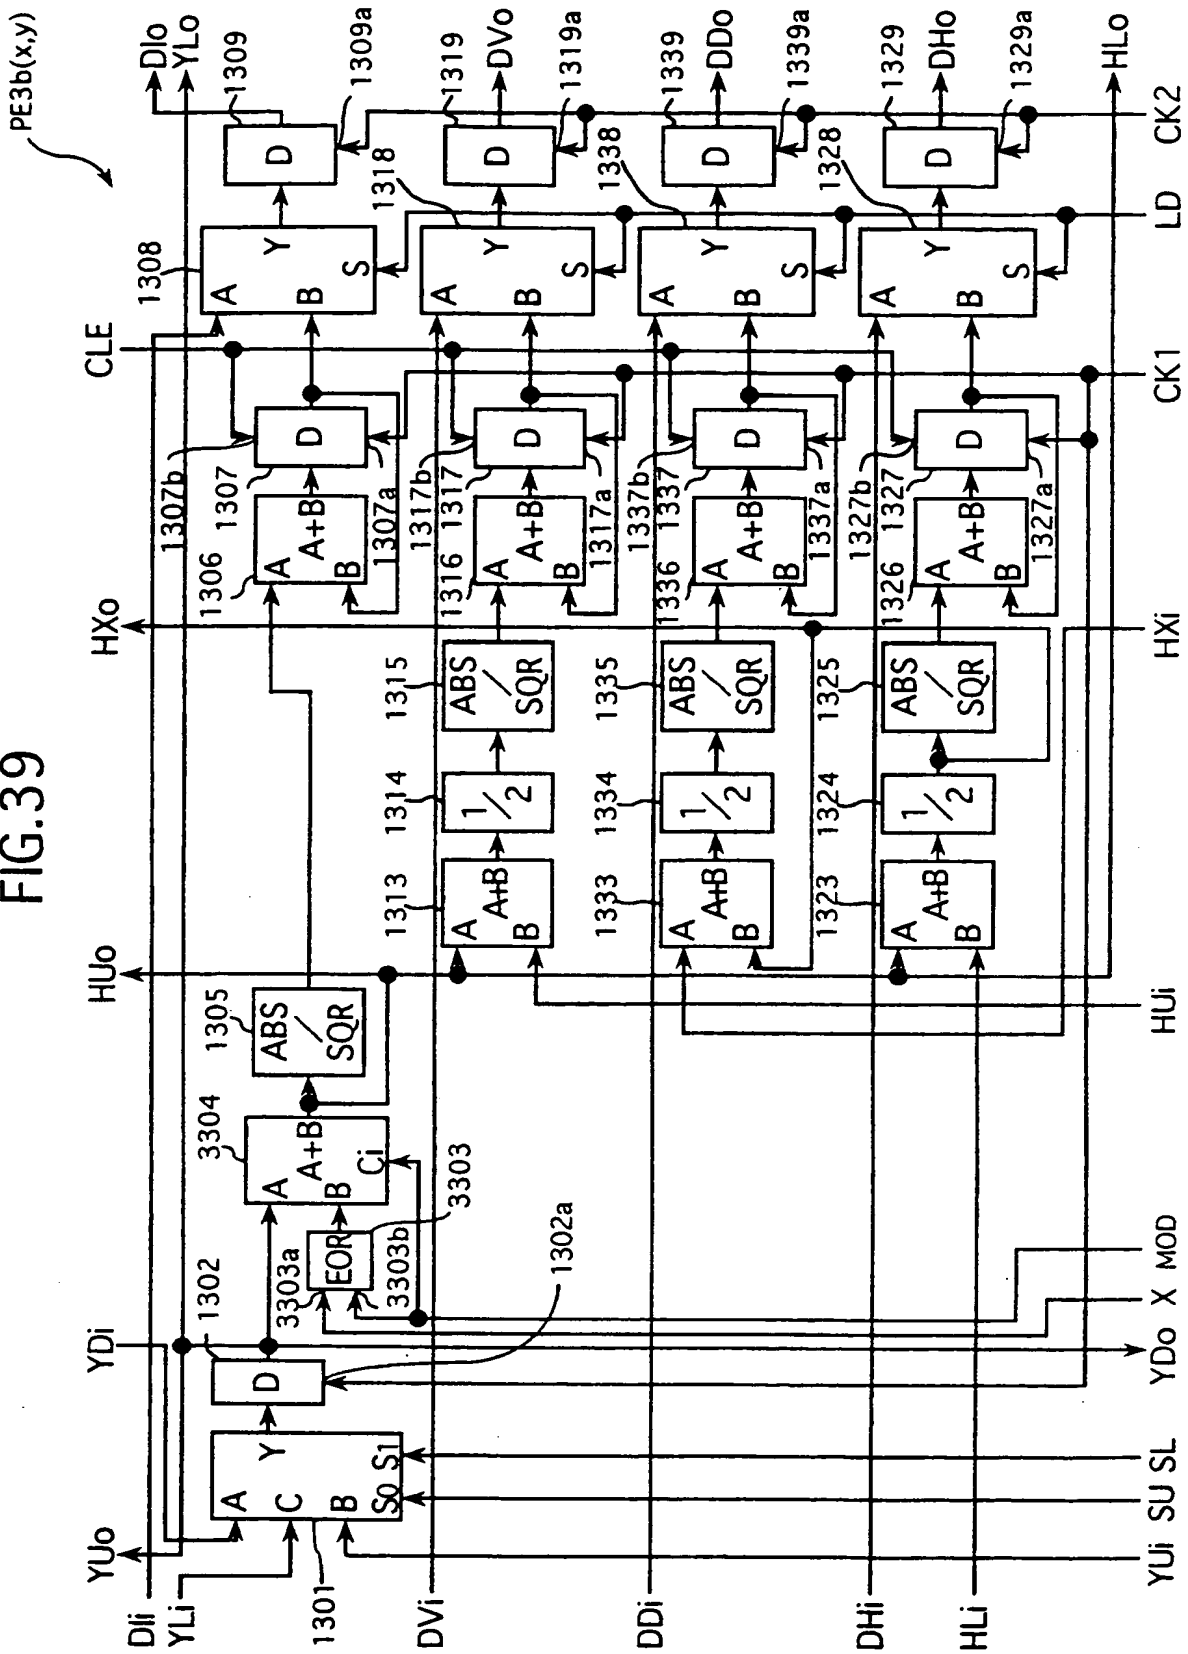 FIG.39
PE3b(x,y)
YUo
YDi
HUo
HXo
CLE
DIi
YLi
DIo
YLo
1301
A
C
B
Y
S0
S1
1302
D
1302a
3303a
3303b
EOR
3303
3304
A
A+B
B
Ci
1305
ABS
/
SQR
1306
A
A+B
B
1307b
1307
1307a
D
1308
A
B
Y
S
1309
D
1309a
DVi
1313
A
A+B
B
1314
1/2
1315
ABS
/
SQR
1316
A
A+B
B
1317b
1317
1317a
D
1318
A
B
Y
S
1319
D
1319a
DVo
DDi
1333
A
A+B
B
1334
1/2
1335
ABS
/
SQR
1336
A
A+B
B
1337b
1337
1337a
D
1338
A
B
Y
S
1339
D
1339a
DDo
DHi
HLi
1323
A
A+B
B
1324
1/2
1325
ABS
/
SQR
1326
A
A+B
B
1327b
1327
1327a
D
1328
A
B
Y
S
1329
D
1329a
DHo
HLo
YUi
SU
SL
YDo
X
MOD
HUi
HXi
CK1
LD
CK2